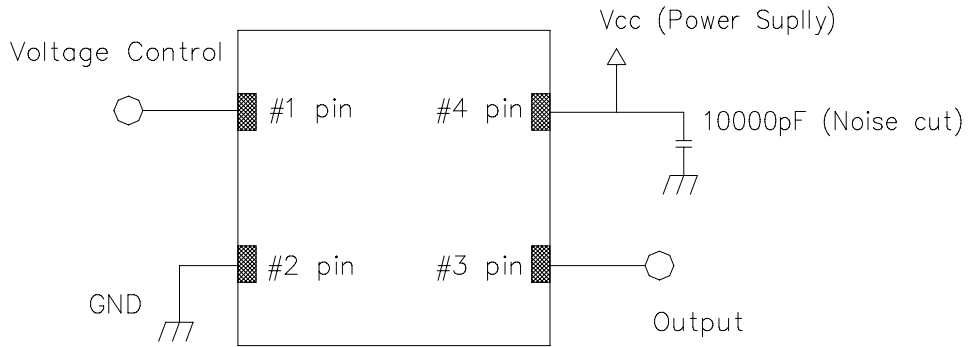 Vcc (Power Suplly)
Voltage Control
#1 pin
#4 pin
10000pF (Noise cut)
#2 pin
#3 pin
GND
Output